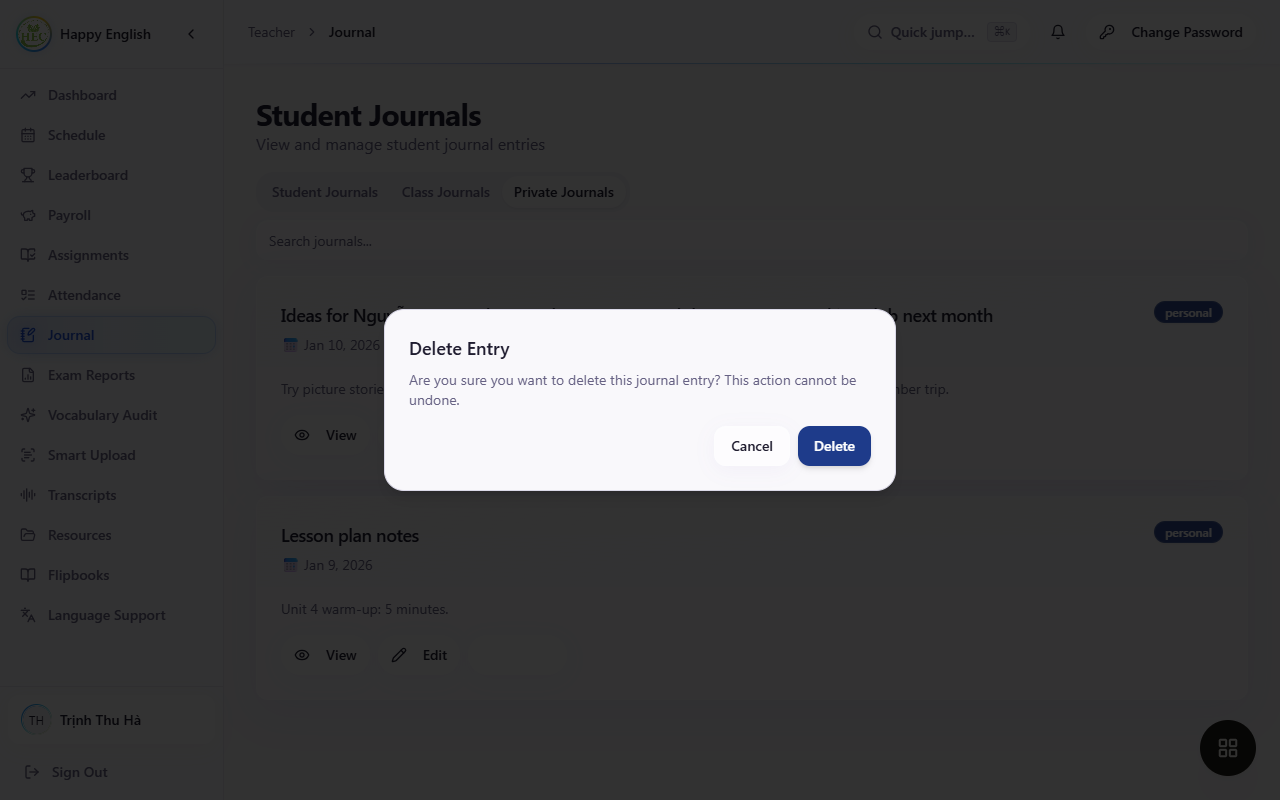 HEC
Happy English
Dashboard
Schedule
Leaderboard
Payroll
Assignments
Attendance
Journal
Exam Reports
Vocabulary Audit
Smart Upload
Transcripts
Resources
Flipbooks
Language Support
TH Trịnh Thu Hà
Sign Out
Teacher > Journal
Quick jump... ⌘K
Change Password
Student Journals
View and manage student journal entries
Student Journals Class Journals Private Journals
Search journals...
Ideas for next month
personal
Jan 10, 2026
Try picture trip.
View
Delete Entry
Are you sure you want to delete this journal entry? This action cannot be
undone.
Cancel Delete
Lesson plan notes
personal
Jan 9, 2026
Unit 4 warm-up: 5 minutes.
View Edit